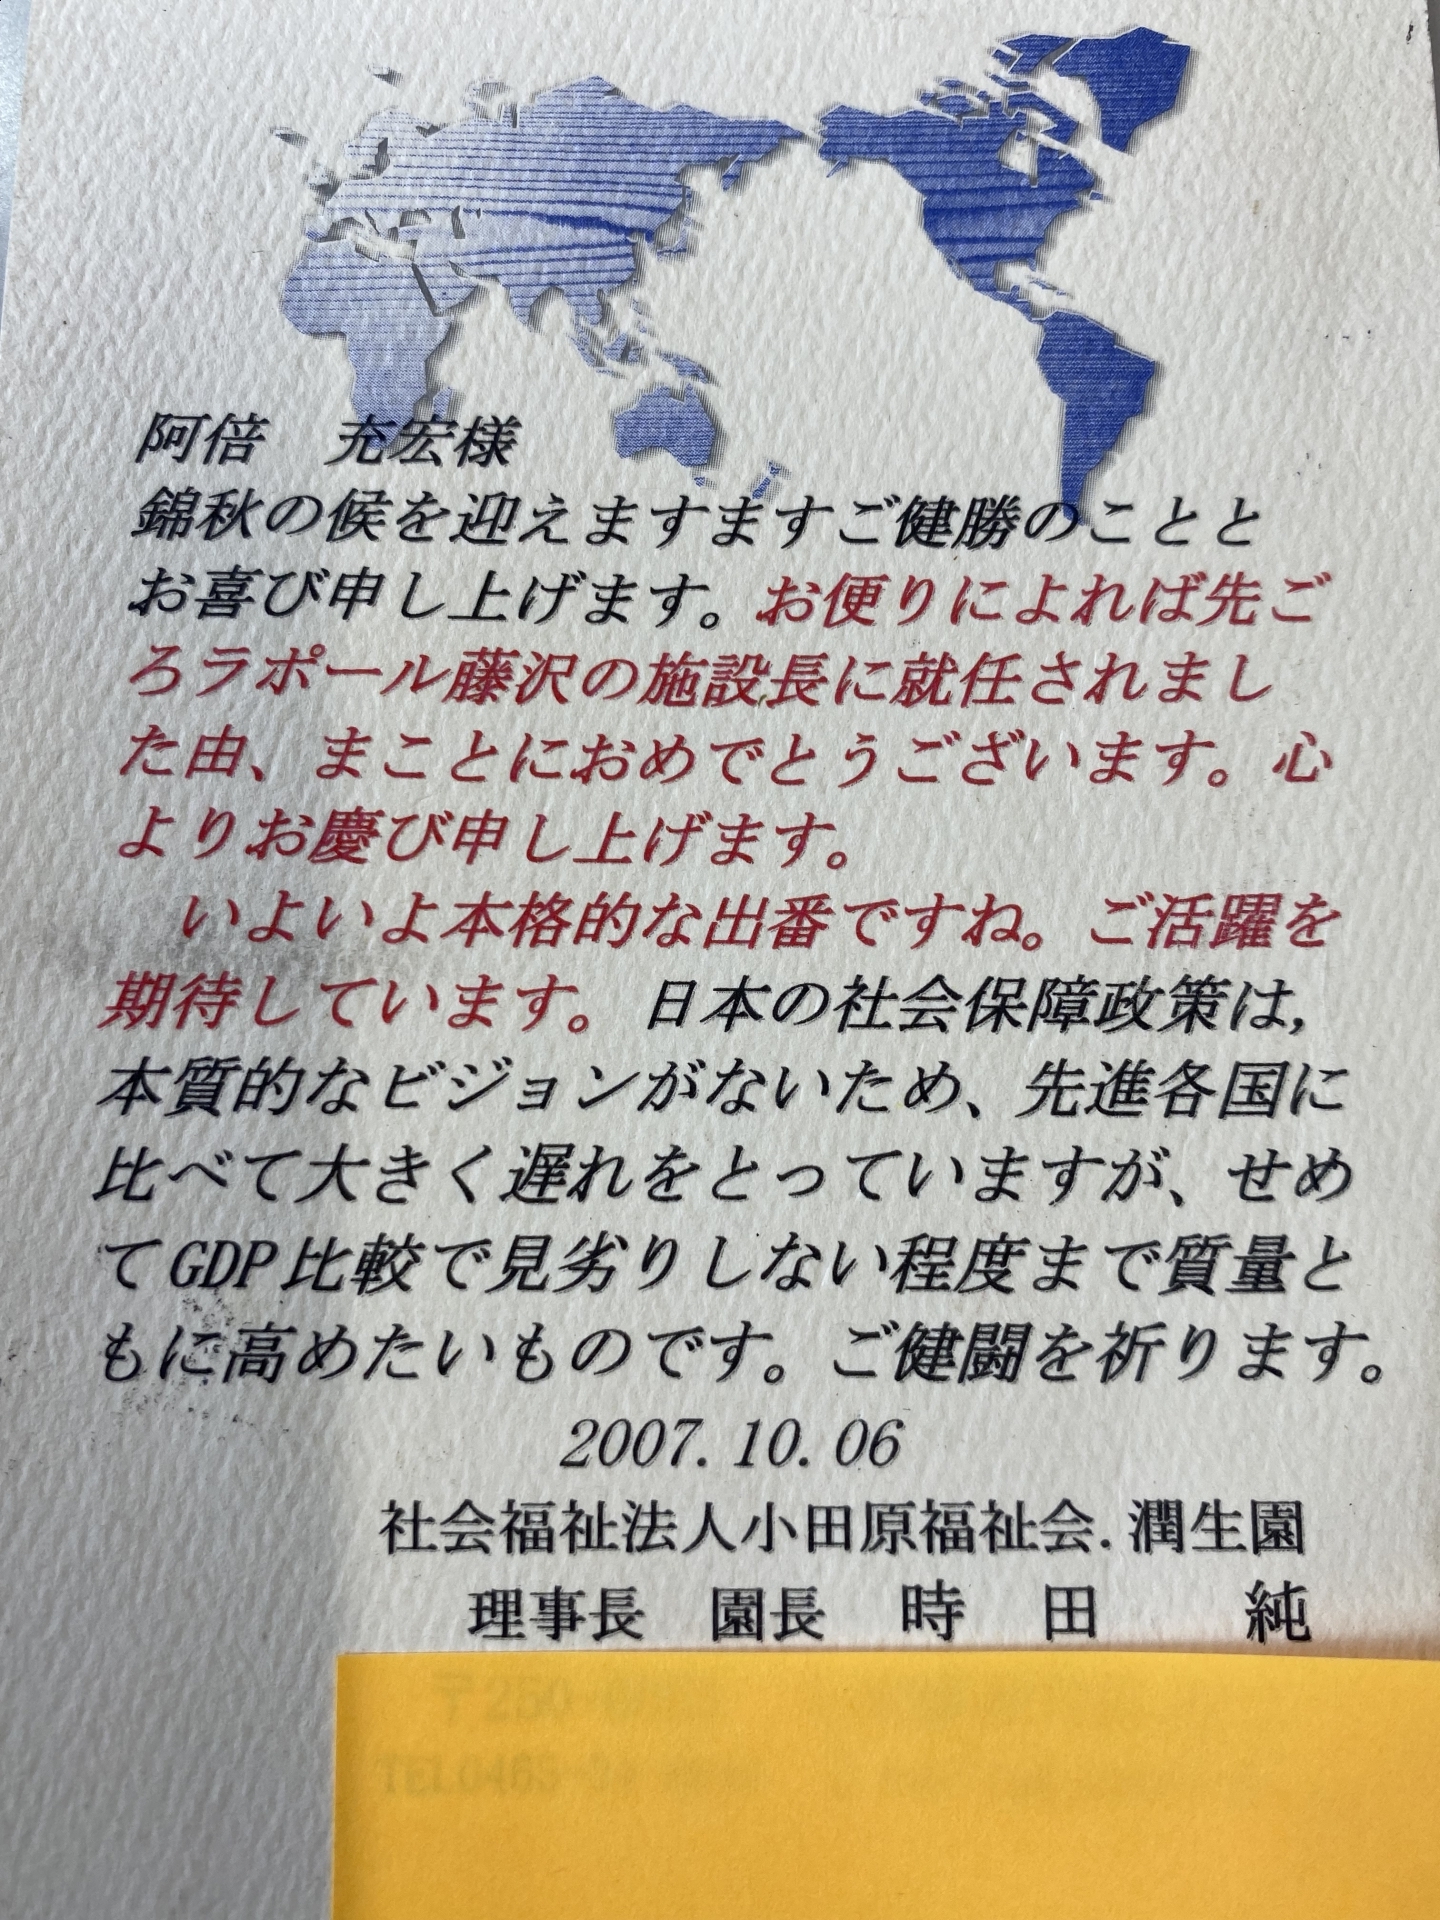 阿倍　充宏様
錦秋の候を迎えますますご健勝のことと
お喜び申し上げます。お便りによれば先ご
ろラポール藤沢の施設長に就任されまし
た由、まことにおめでとうございます。心
よりお慶び申し上げます。
　いよいよ本格的な出番ですね。ご活躍を
期待しています。日本の社会保障政策は,
本質的なビジョンがないため、先進各国に
比べて大きく遅れをとっていますが、せめ
てGDP比較で見劣りしない程度まで質量と
もに高めたいものです。ご健闘を祈ります。
2007.10.06
社会福祉法人小田原福祉会.潤生園
理事長　園長　時　田　　純
〒250
TEL0465